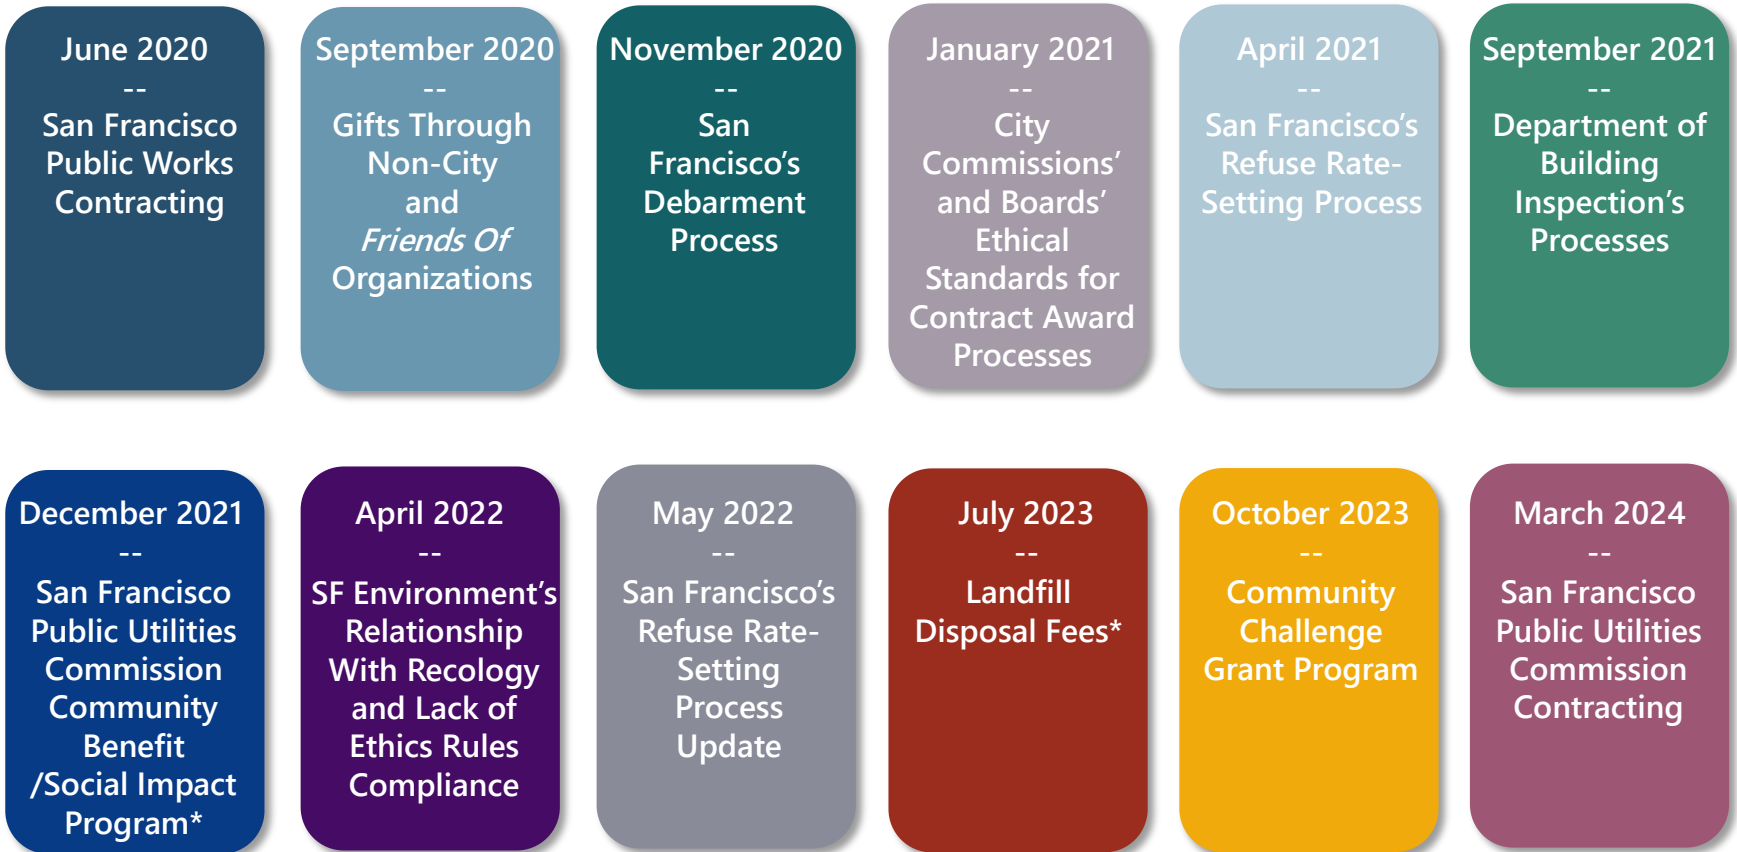 June 2020
--
San Francisco
Public Works
Contracting
September 2020
--
Gifts Through
Non-City
and
Friends Of
Organizations
November 2020
--
San
Francisco’s
Debarment
Process
January 2021
--
City
Commissions’
and Boards’
Ethical
Standards for
Contract Award
Processes
April 2021
--
San Francisco’s
Refuse Rate-
Setting Process
September 2021
--
Department of
Building
Inspection’s
Processes
December 2021
--
San Francisco
Public Utilities
Commission
Community
Benefit
/Social Impact
Program*
April 2022
--
SF Environment’s
Relationship
With Recology
and Lack of
Ethics Rules
Compliance
May 2022
--
San Francisco’s
Refuse Rate-
Setting
Process
Update
July 2023
--
Landfill
Disposal Fees*
October 2023
--
Community
Challenge
Grant Program
March 2024
--
San Francisco
Public Utilities
Commission
Contracting